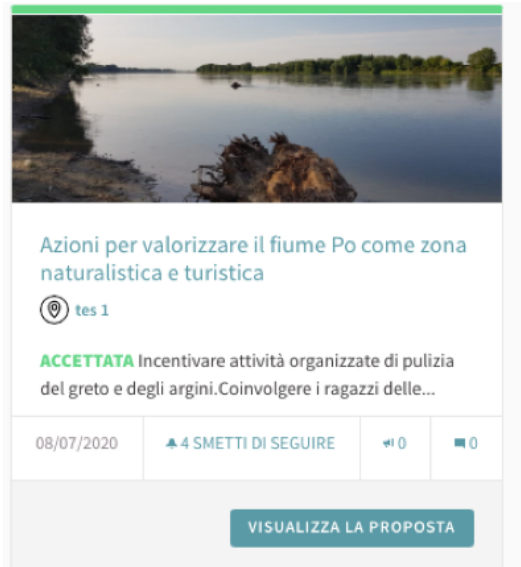 Azioni per valorizzare il fiume Po come zona
naturalistica e turistica
tes 1
ACCETTATA Incentivare attività organizzate di pulizia
del greto e degli argini.Coinvolgere i ragazzi delle...
08/07/2020 4 SMETTI DI SEGUIRE 0 0
VISUALIZZA LA PROPOSTA